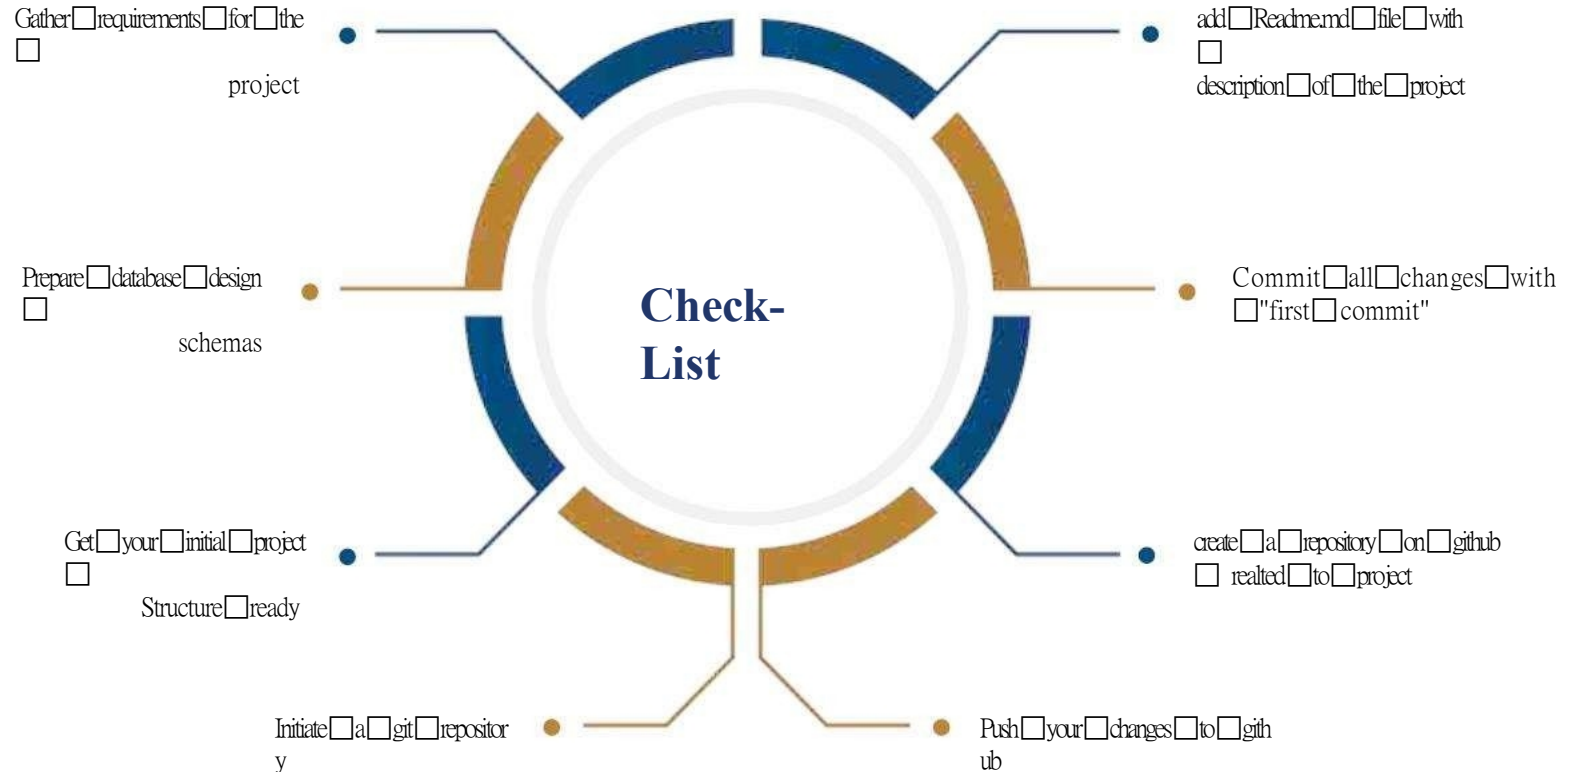 Gather□requirements□for□the
□
project
add□Readme.md□file□with
□
description□of□the□project
Prepare□database□design
□
schemas
Check-
List
Commit□all□changes□with
□"first□commit"
Get□your□initial□project
□
Structure□ready
create□a□repository□on□github
□ realted□to□project
Initiate□a□git□repositor
y
Push□your□changes□to□gith
ub